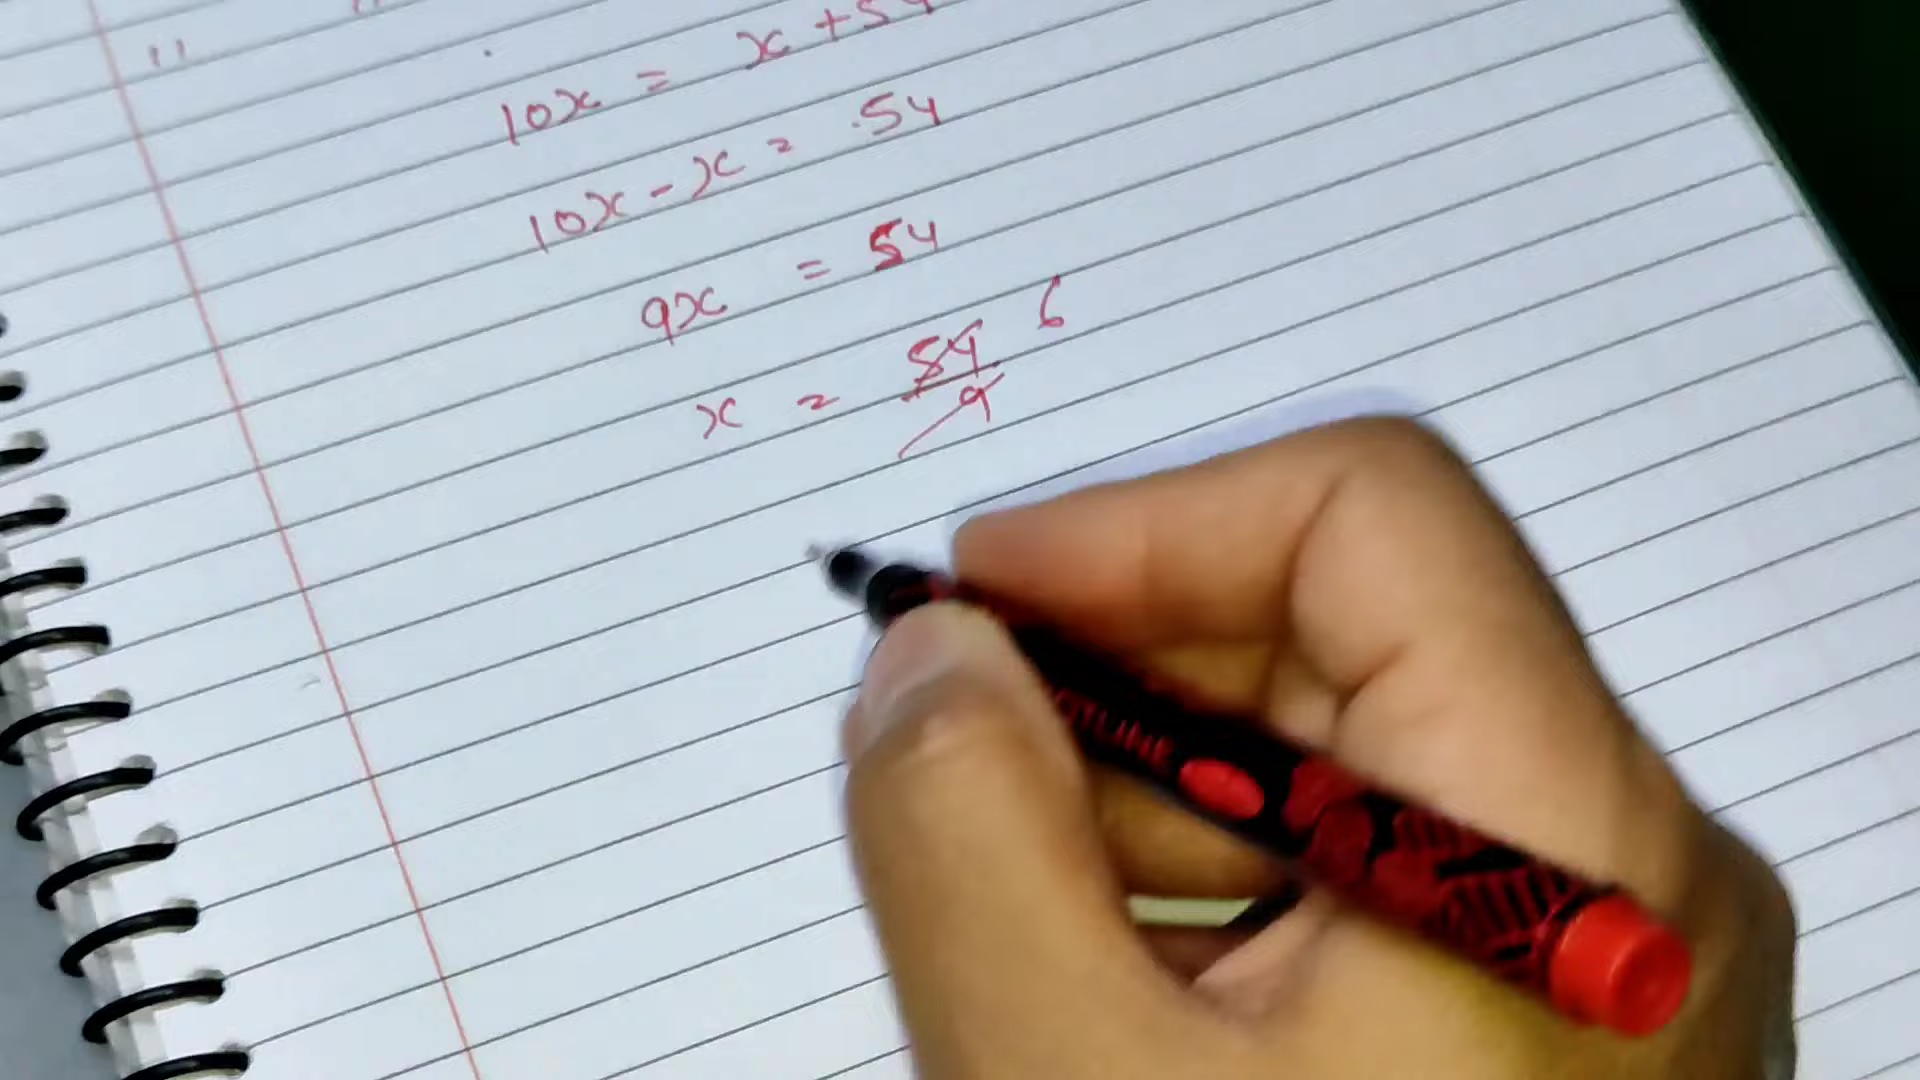 10x = x + 54
10x - x = 54
9x = 54
x = 54/9 6